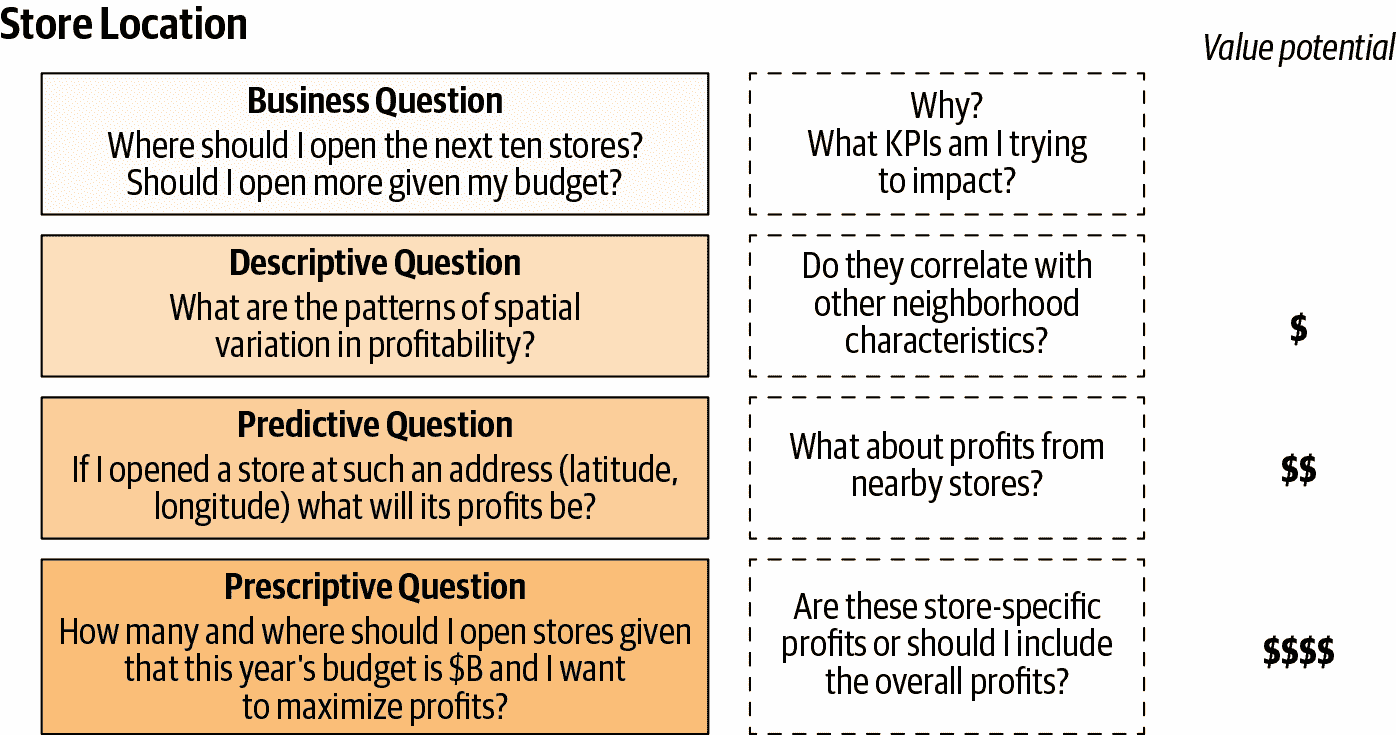 Store Location
Value potential
Business Question
Where should I open the next ten stores?
Should I open more given my budget?
Why?
What KPIs am I trying
to impact?
Descriptive Question
What are the patterns of spatial
variation in profitability?
Do they correlate with
other neighborhood
characteristics?
$
Predictive Question
If I opened a store at such an address (latitude,
longitude) what will its profits be?
What about profits from
nearby stores?
$$
Prescriptive Question
How many and where should I open stores given
that this year's budget is $B and I want
to maximize profits?
Are these store-specific
profits or should I include
the overall profits?
$$$$